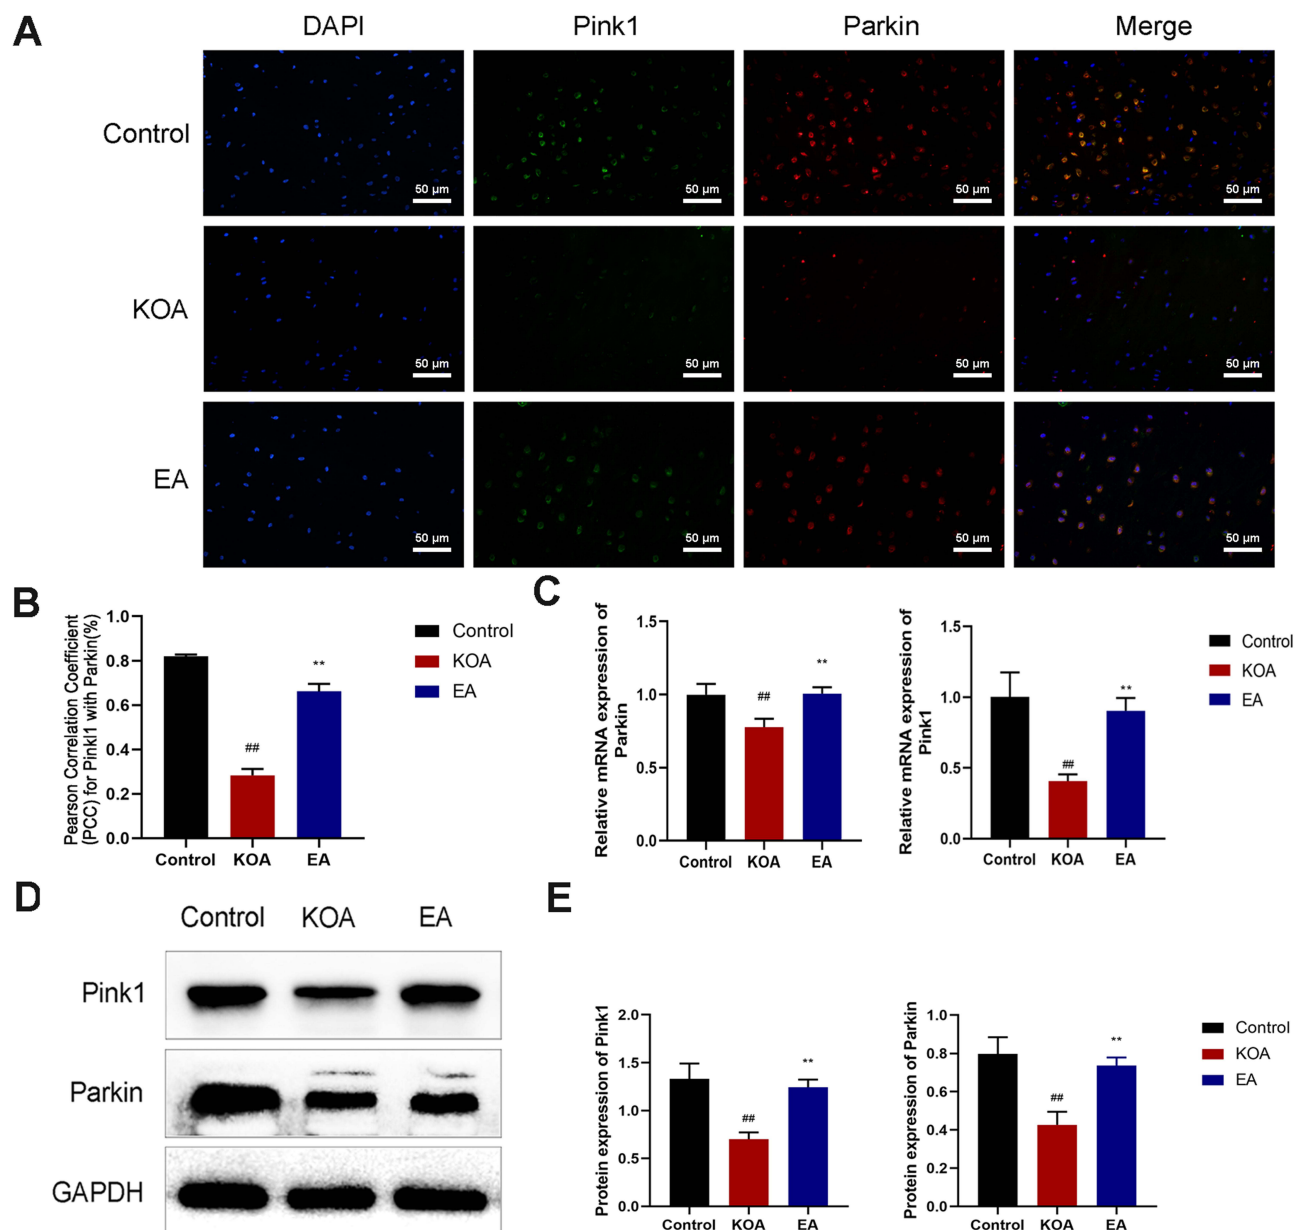 A
DAPI Pink1 Parkin Merge
Control
50 µm 50 µm 50 µm 50 µm
KOA
50 µm 50 µm 50 µm 50 µm
EA
50 µm 50 µm 50 µm 50 µm
B
Pearson Correlation Coefficient
(PCC) for Pinkl1 with Parkin(%)
1.0
0.8
0.6
0.4
0.2
0.0
##
**
Control KOA EA
Control
KOA
EA
C
Relative mRNA expression of
Parkin
1.5
1.0
0.5
0.0
##
**
Control KOA EA
Relative mRNA expression of
Pink1
1.5
1.0
0.5
0.0
##
**
Control KOA EA
Control
KOA
EA
D
Control KOA EA
Pink1
Parkin
GAPDH
E
Protein expression of Pink1
2.0
1.5
1.0
0.5
0.0
##
**
Control KOA EA
Protein expression of Parkin
1.0
0.8
0.6
0.4
0.2
0.0
##
**
Control KOA EA
Control
KOA
EA